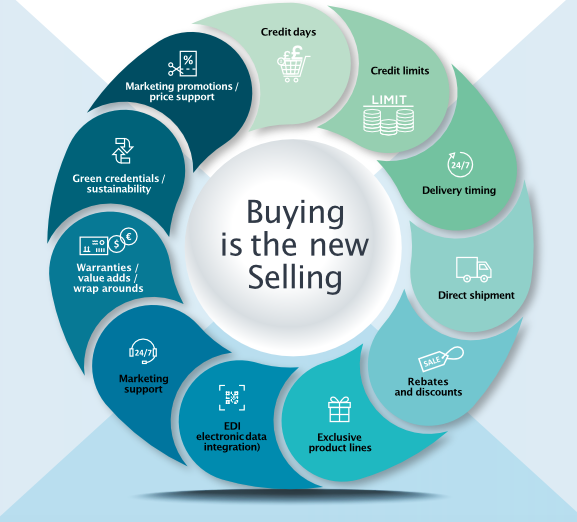 Credit days
££
Credit limits
LIMIT
24/7
Delivery timing
Direct shipment
SALE
Rebates
and discounts
Exclusive
product lines
EDI
electronic data
integration)
24/7
Marketing
support
$ €
Warranties /
value adds /
wrap arounds
Green credentials /
sustainability
%
Marketing promotions /
price support
Buying
is the new
Selling